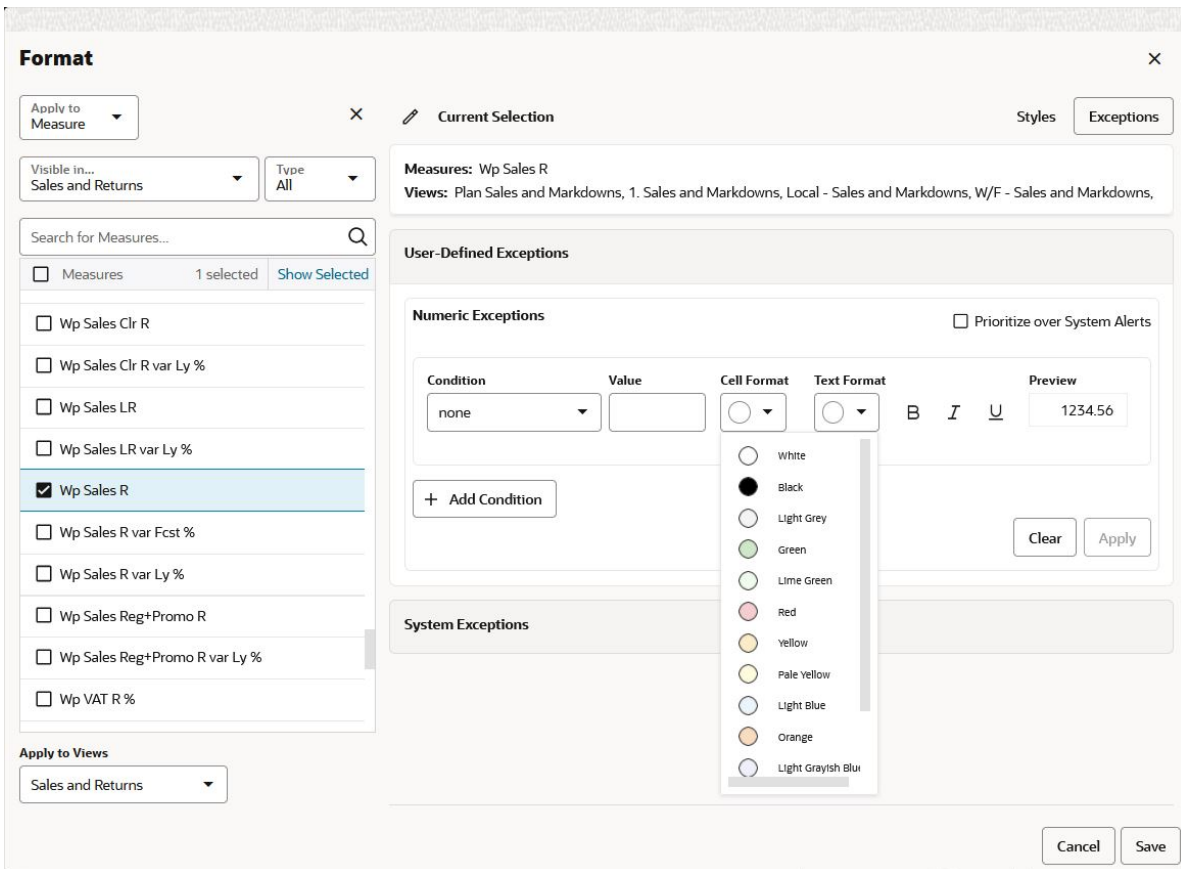 Format
Apply to
Measure
Visible in...
Sales and Returns
Type
All
Search for Measures...
Measures 1 selected Show Selected
Wp Sales Clr R
Wp Sales Clr R var Ly %
Wp Sales LR
Wp Sales LR var Ly %
Wp Sales R
Wp Sales R var Fcst %
Wp Sales R var Ly %
Wp Sales Reg+Promo R
Wp Sales Reg+Promo R var Ly %
Wp VAT R %
Apply to Views
Sales and Returns
Current Selection
Styles
Exceptions
Measures: Wp Sales R
Views: Plan Sales and Markdowns, 1. Sales and Markdowns, Local - Sales and Markdowns, W/F - Sales and Markdowns,
User-Defined Exceptions
Numeric Exceptions
Prioritize over System Alerts
Condition Value Cell Format Text Format Preview
none B I U 1234.56
White
Black
Light Grey
Green
Lime Green
Red
Yellow
Pale Yellow
Light Blue
Orange
Light Grayish Blue
+ Add Condition
Clear Apply
System Exceptions
Cancel Save